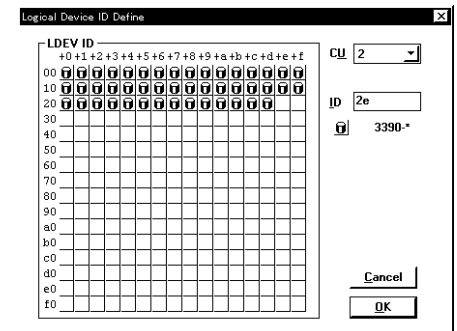 Logical Device ID Define
LDEV ID
+0 +1 +2 +3 +4 +5 +6 +7 +8 +9 +a +b +c +d +e +f
CU 2
00
10
20
ID 2e
30
3390-*
40
50
60
70
80
90
a0
b0
c0
d0
Cancel
e0
f0
OK